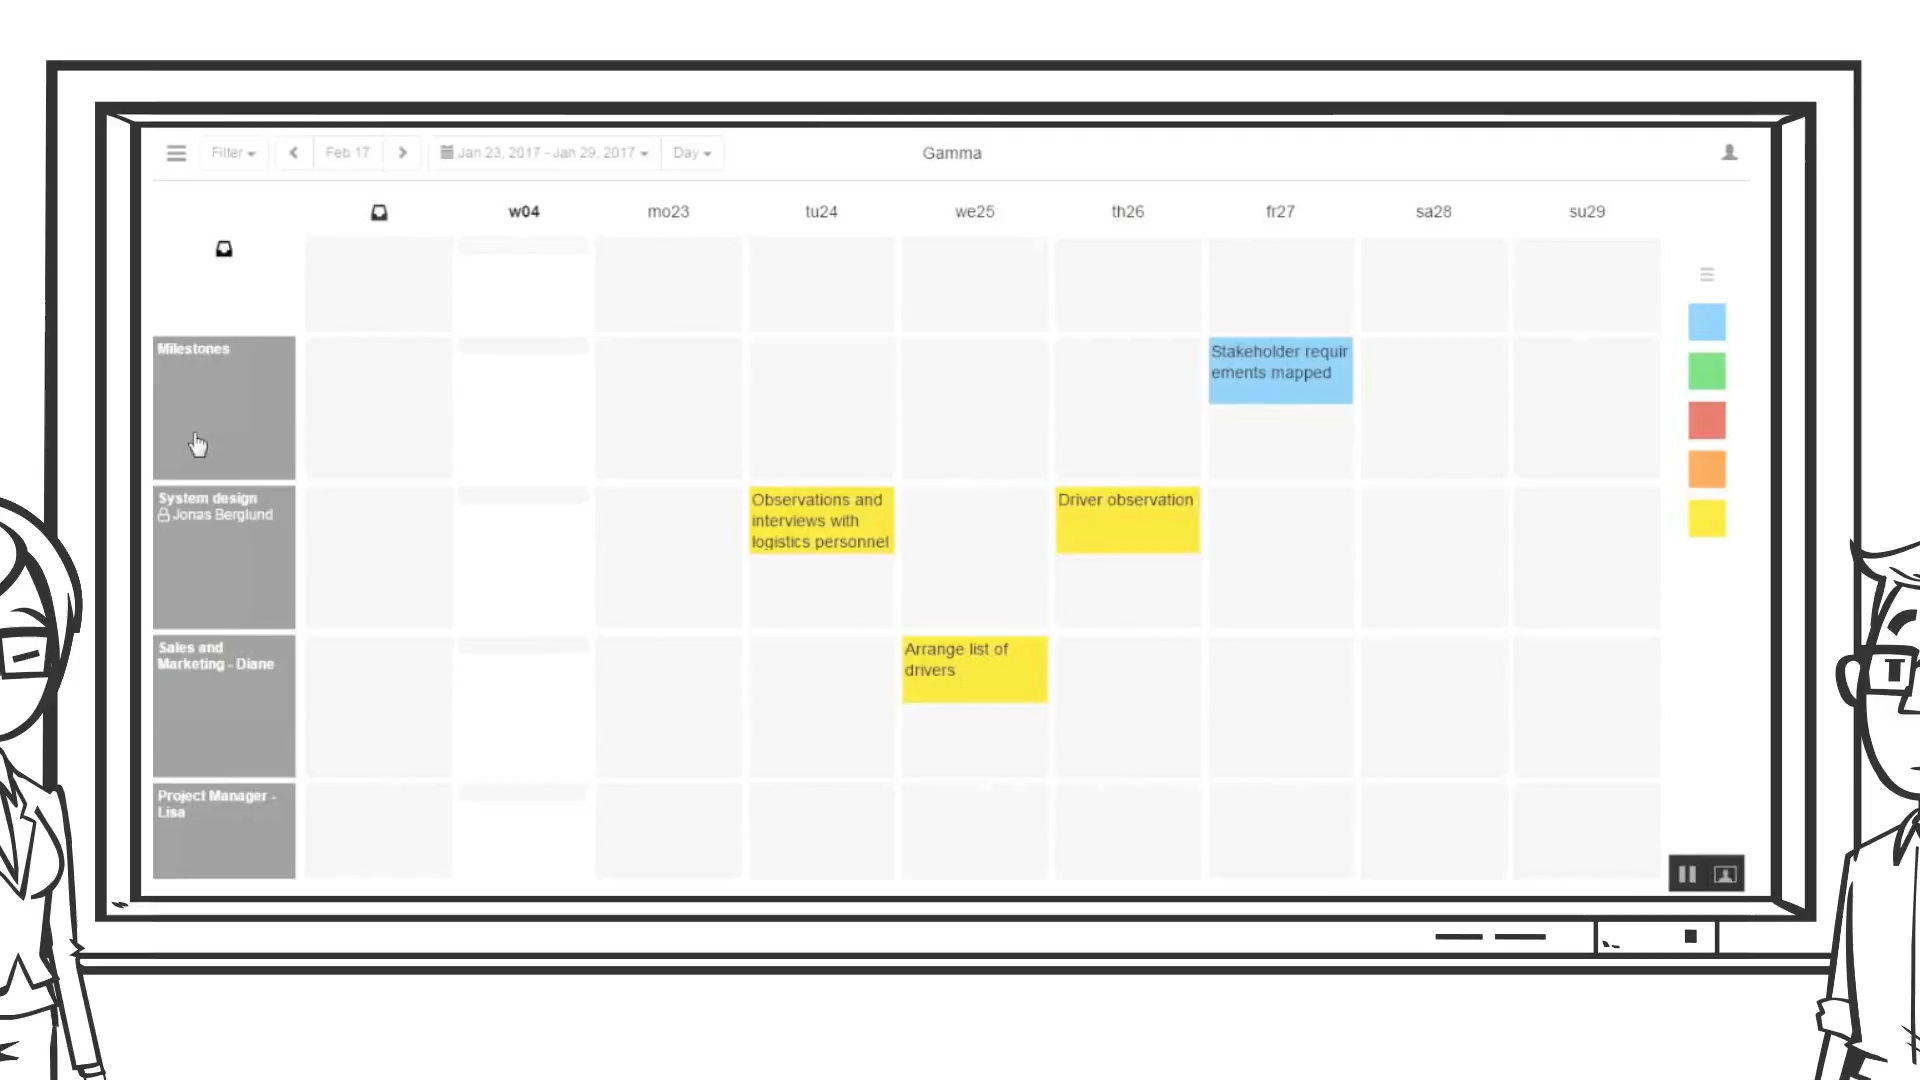 Filter
Feb 17
Jan 23, 2017 - Jan 29, 2017
Day
Gamma
w04
mo23
tu24
we25
th26
fr27
sa28
su29
Milestones
Stakeholder requir
ements mapped
System design
Jonas Berglund
Observations and
interviews with
logistics personnel
Driver observation
Sales and
Marketing - Diane
Arrange list of
drivers
Project Manager -
Lisa